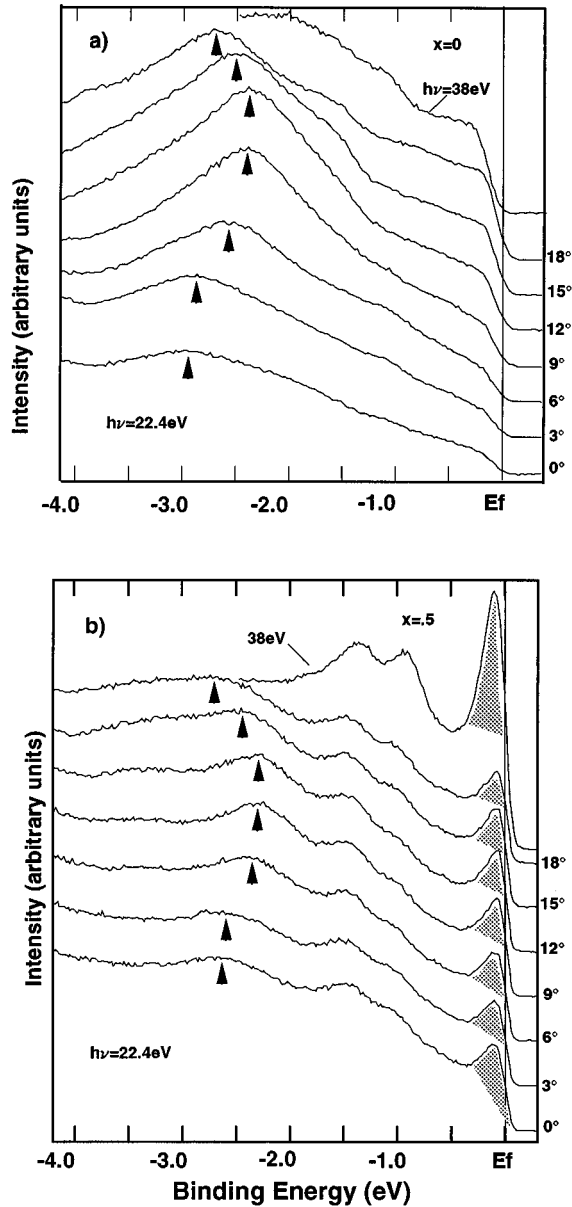 a)
x=0
hν=38eV
18°
15°
12°
9°
6°
3°
0°
hν=22.4eV
Intensity (arbitrary units)
-4.0 -3.0 -2.0 -1.0 Ef
b)
38eV
x=.5
18°
15°
12°
9°
6°
3°
0°
hν=22.4eV
Intensity (arbitrary units)
-4.0 -3.0 -2.0 -1.0 Ef
Binding Energy (eV)